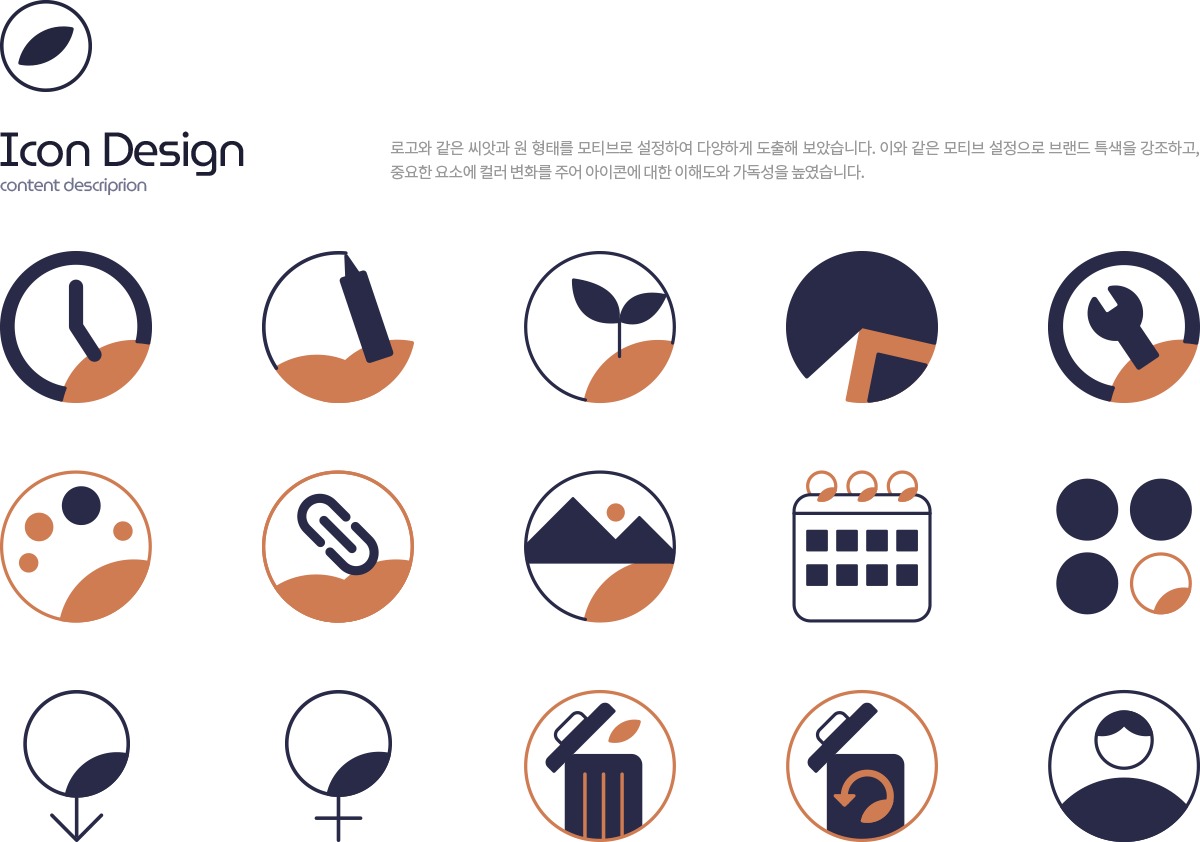 Icon Design
content descriprion
로고와 같은 씨앗과 원 형태를 모티브로 설정하여 다양하게 도출해 보았습니다. 이와 같은 모티브 설정으로 브랜드 특색을 강조하고,
중요한 요소에 컬러 변화를 주어 아이콘에 대한 이해도와 가독성을 높였습니다.